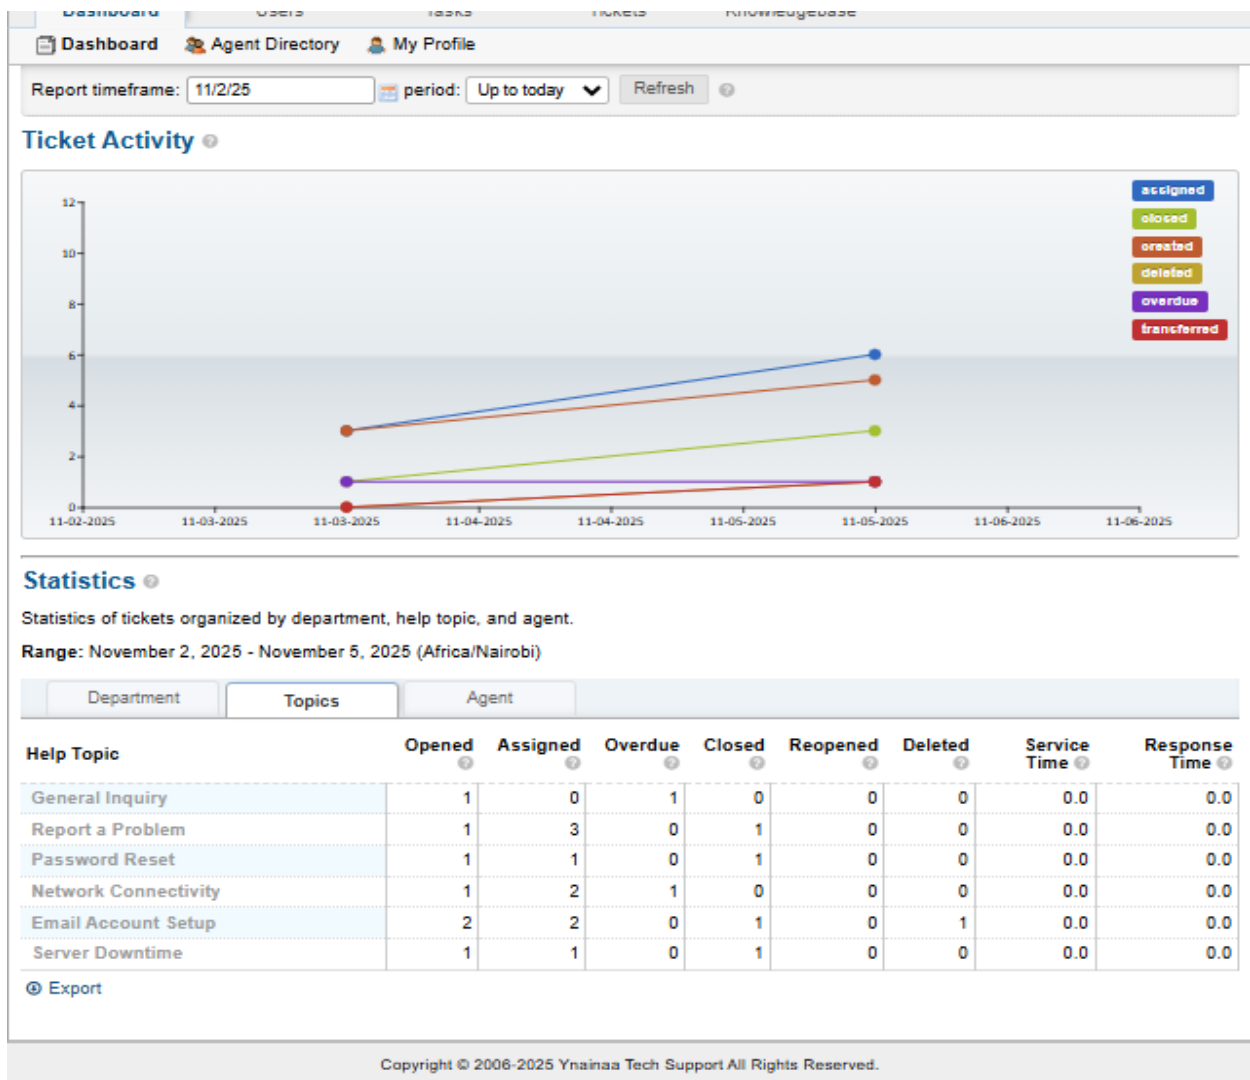 Dashboard Users Tasks Tickets Knowledgebase
Dashboard Agent Directory My Profile
Report timeframe: 11/2/25 period: Up to today Refresh
Ticket Activity
assigned
closed
created
deleted
overdue
transferred
12
10
8
6
4
2
0
11-02-2025 11-03-2025 11-03-2025 11-04-2025 11-04-2025 11-05-2025 11-05-2025 11-06-2025 11-06-2025
Statistics
Statistics of tickets organized by department, help topic, and agent.
Range: November 2, 2025 - November 5, 2025 (Africa/Nairobi)
Department Topics Agent
Help Topic Opened Assigned Overdue Closed Reopened Deleted Service Time Response Time
General Inquiry 1 0 1 0 0 0 0.0 0.0
Report a Problem 1 3 0 1 0 0 0.0 0.0
Password Reset 1 1 0 1 0 0 0.0 0.0
Network Connectivity 1 2 1 0 0 0 0.0 0.0
Email Account Setup 2 2 0 1 0 1 0.0 0.0
Server Downtime 1 1 0 1 0 0 0.0 0.0
Export
Copyright © 2006-2025 Ynainaa Tech Support All Rights Reserved.